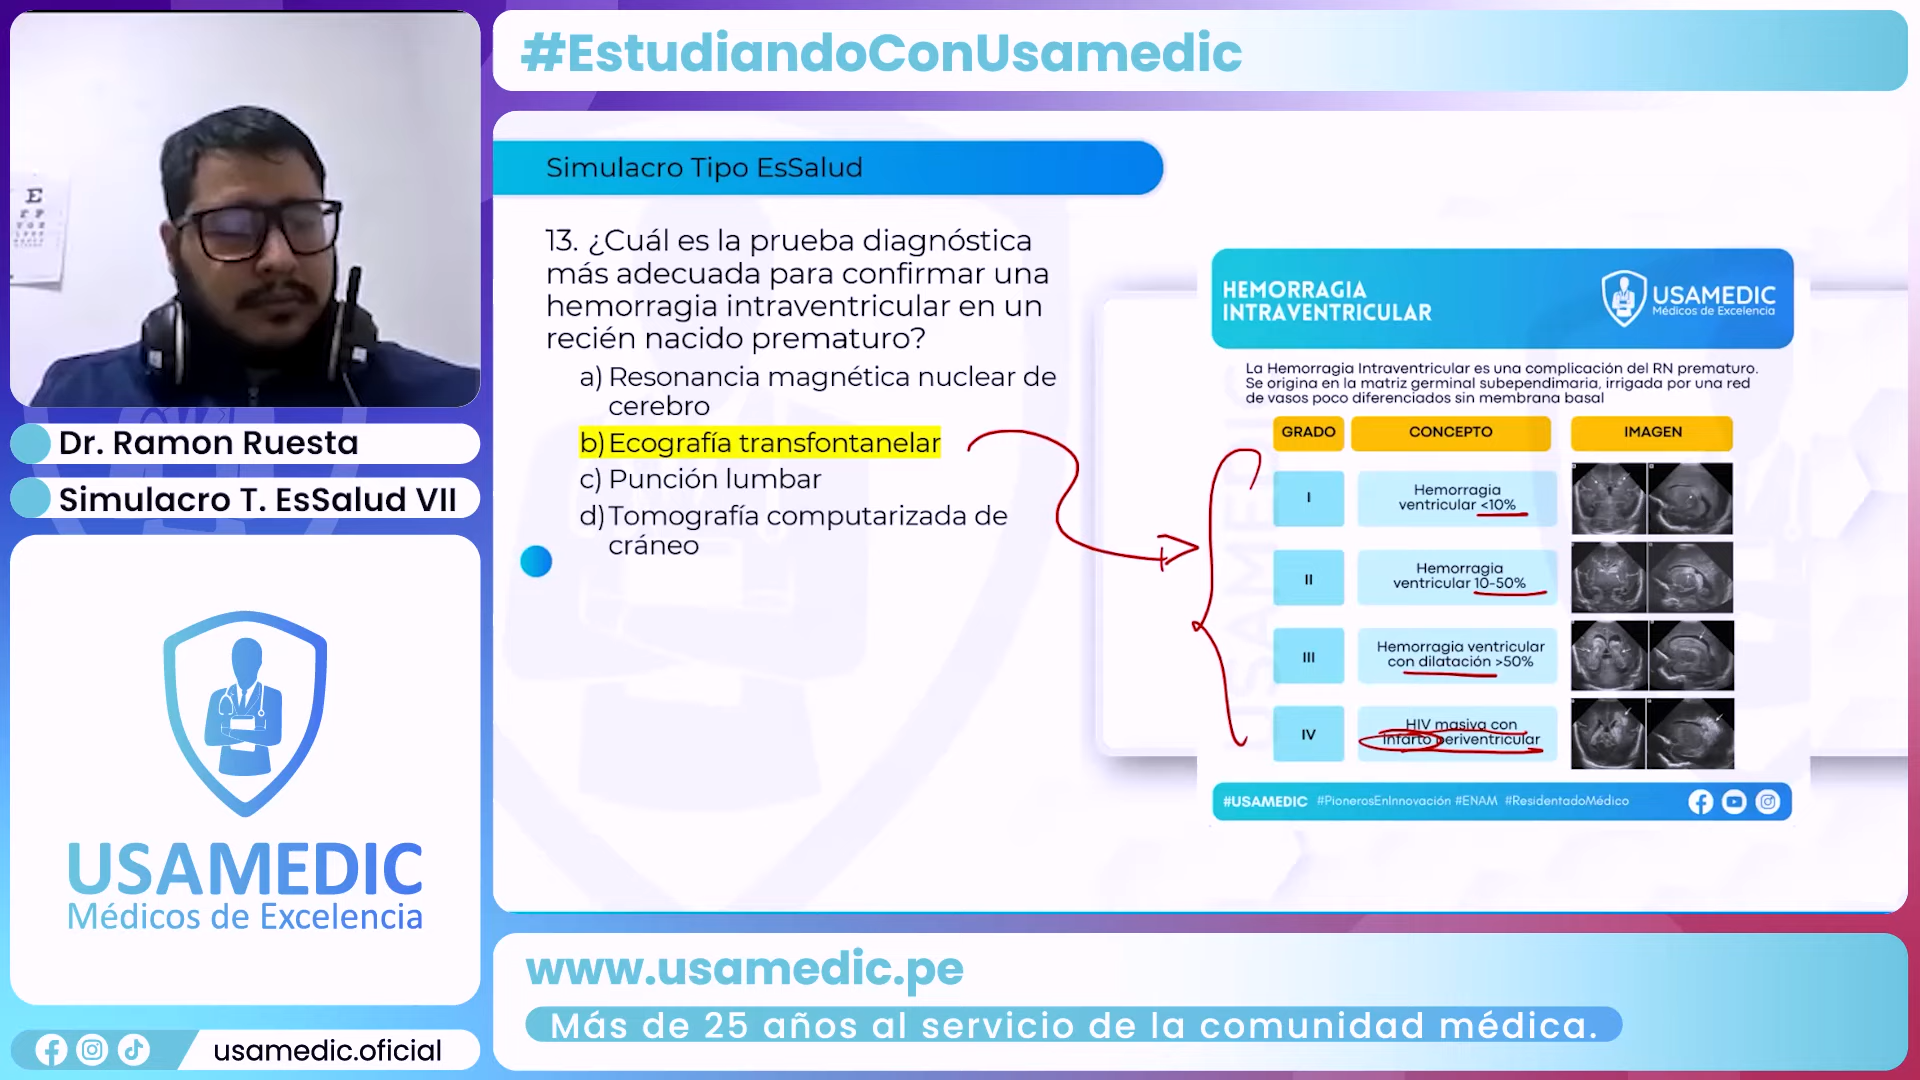 #EstudiandoConUsamedic
E
Dr. Ramon Ruesta
Simulacro T. EsSalud VII
USAMEDIC
Médicos de Excelencia
usamedic.oficial
Simulacro Tipo EsSalud
13. ¿Cuál es la prueba diagnóstica
más adecuada para confirmar una
hemorragia intraventricular en un
recién nacido prematuro?
a) Resonancia magnética nuclear de
cerebro
b) Ecografía transfontanelar
c) Punción lumbar
d) Tomografía computarizada de
cráneo
HEMORRAGIA
INTRAVENTRICULAR
USAMEDIC
Médicos de Excelencia
La Hemorragia Intraventricular es una complicación del RN prematuro.
Se origina en la matriz germinal subependimaria, irrigada por una red
de vasos poco diferenciados sin membrana basal
GRADO CONCEPTO IMAGEN
I Hemorragia
ventricular <10%
II Hemorragia
ventricular 10-50%
III Hemorragia ventricular
con dilatación >50%
IV HIV masiva con
infarto periventricular
#USAMEDIC #PionerosEnInnovación #ENAM #ResidentadoMédico
www.usamedic.pe
Más de 25 años al servicio de la comunidad médica.